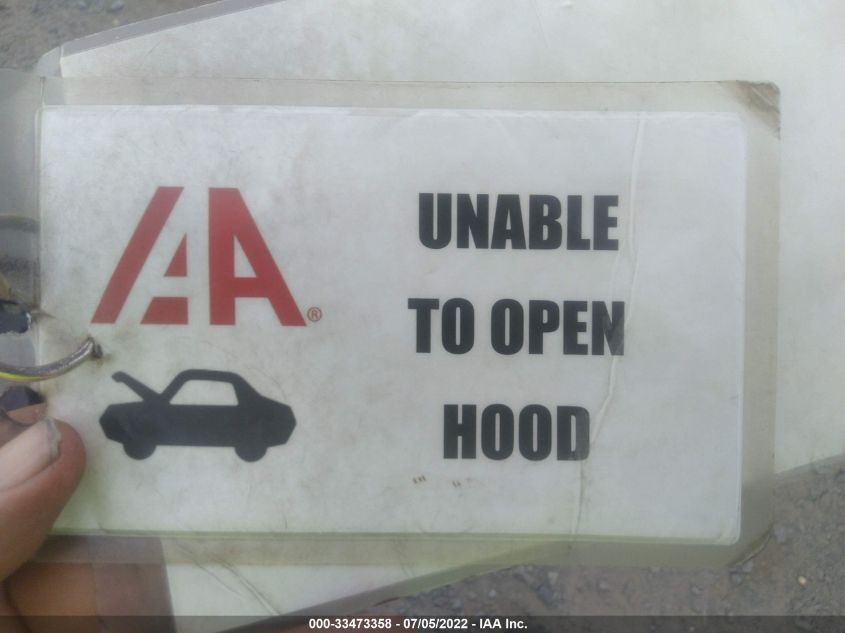 IAA®
UNABLE
TO OPEN
HOOD
000-33473358 - 07/05/2022 - IAA Inc.